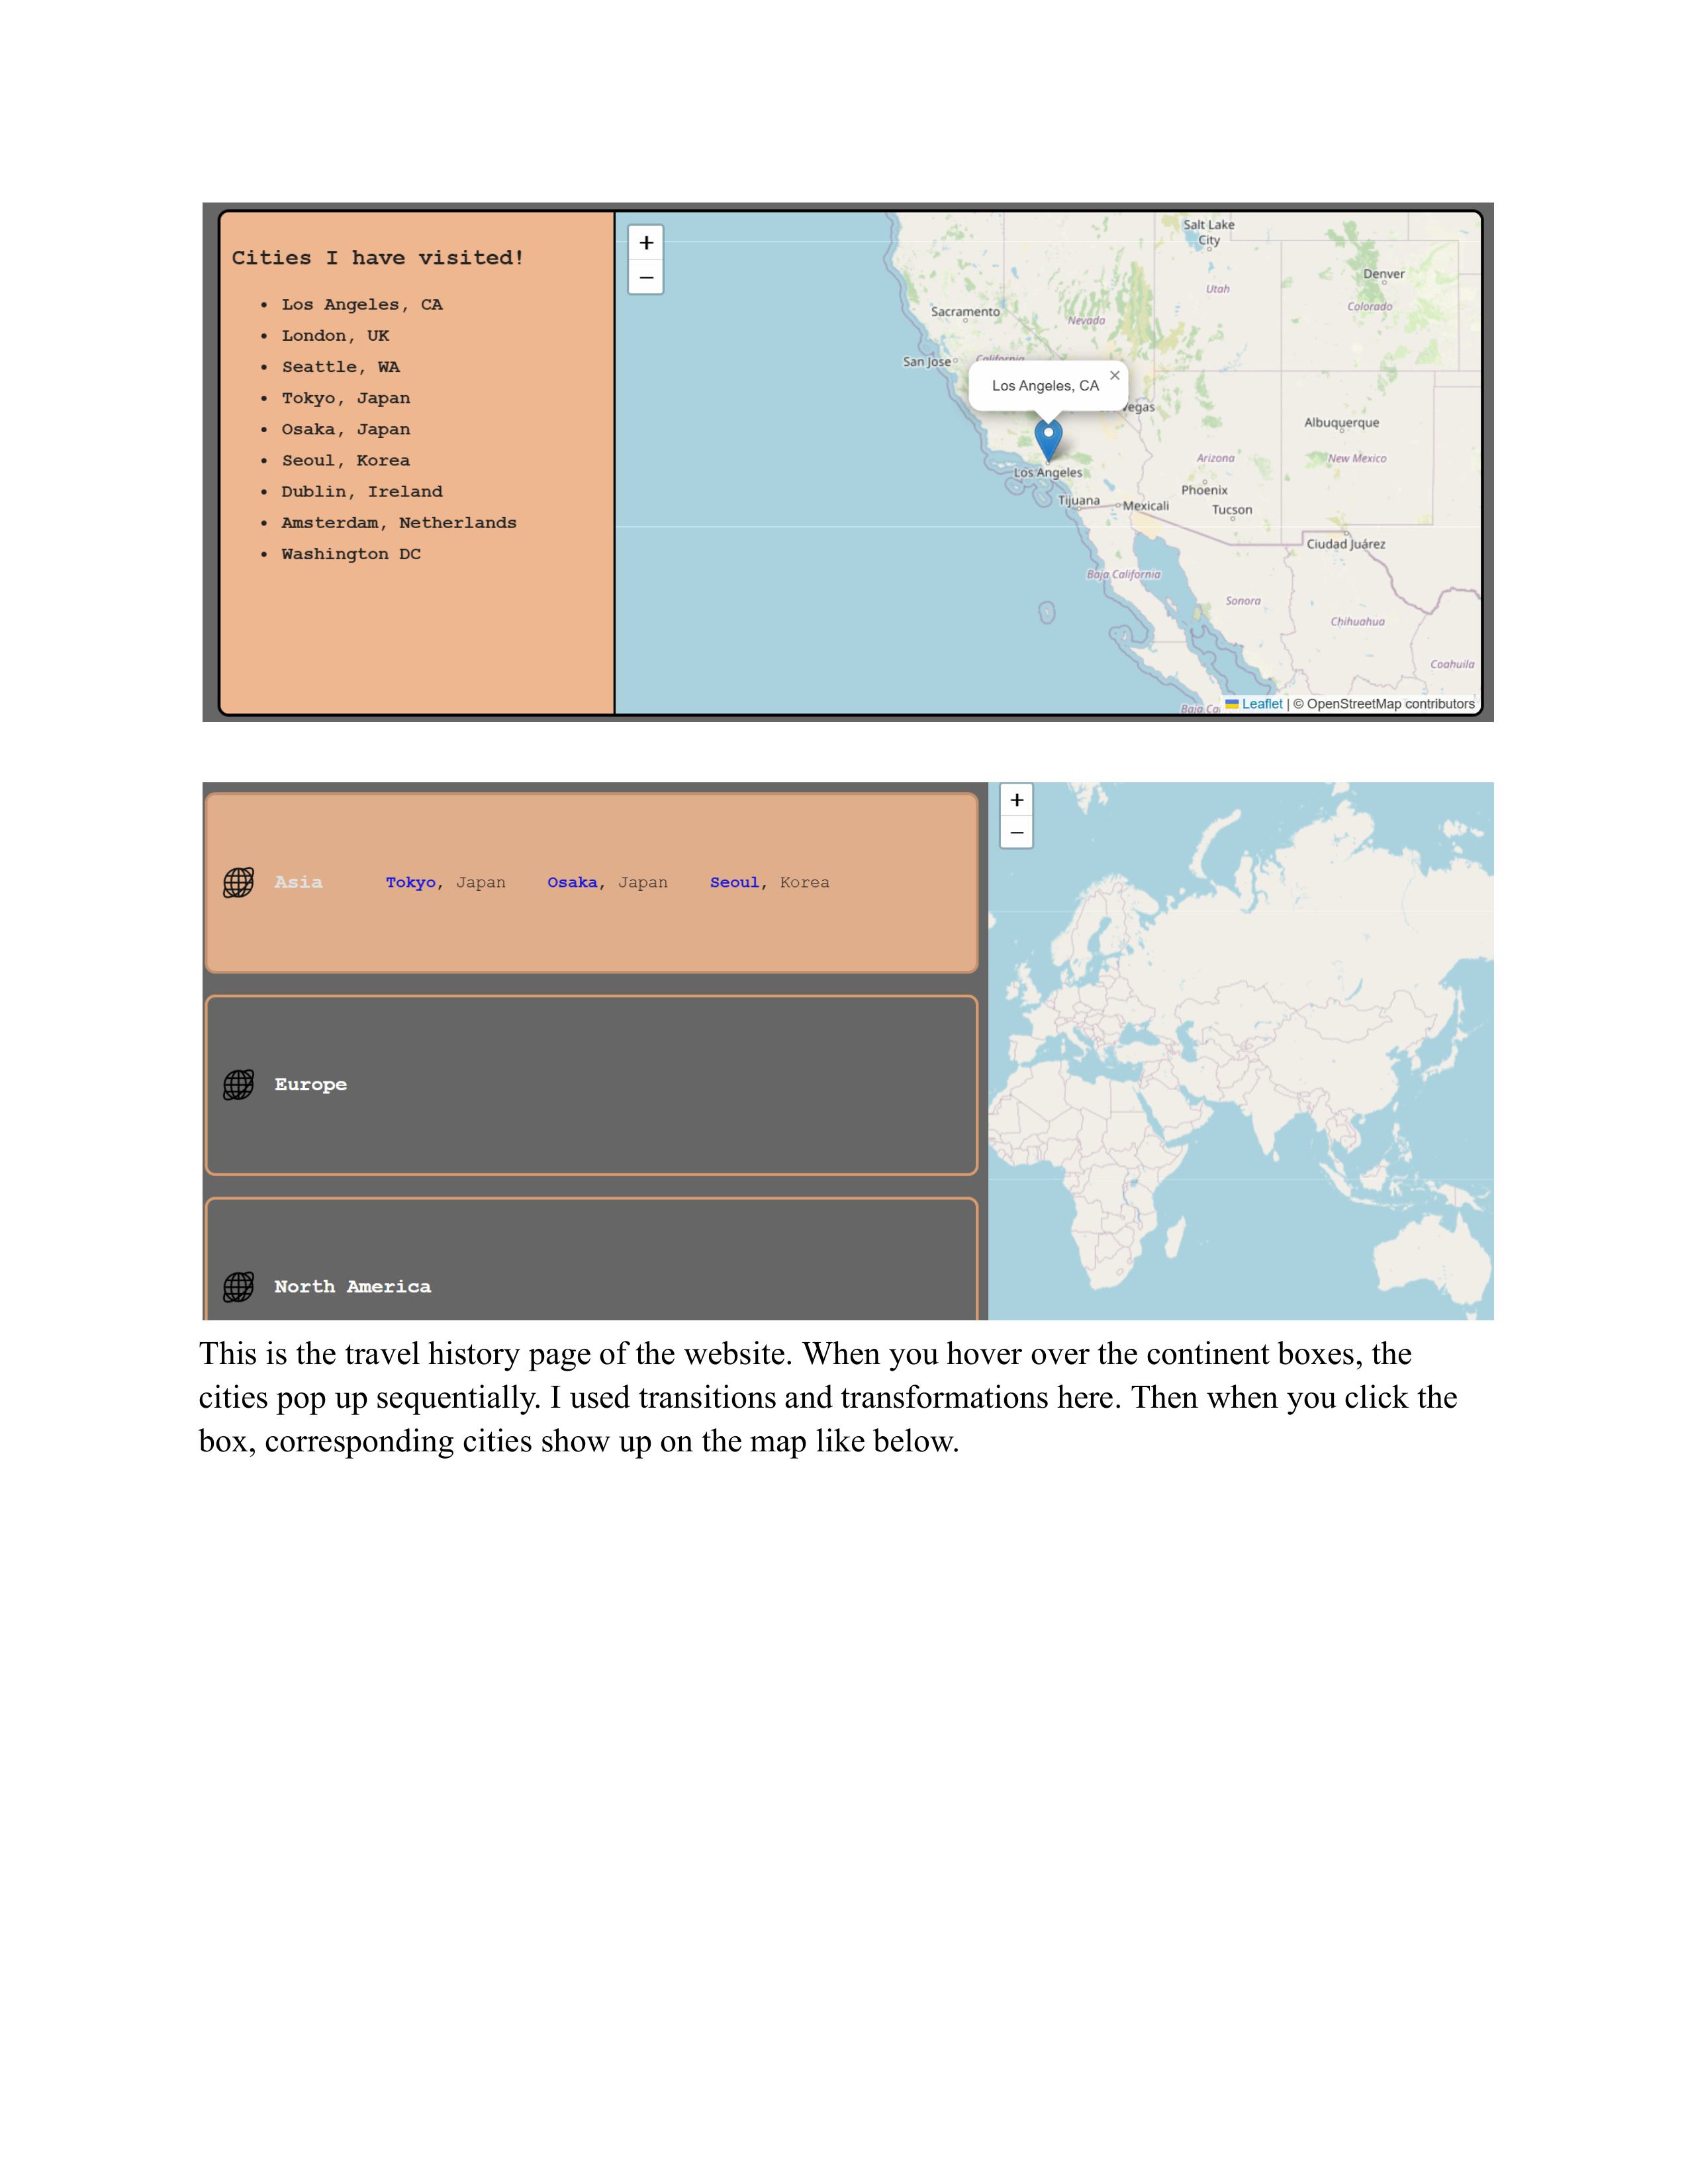 Cities I have visited!
• Los Angeles, CA
• London, UK
• Seattle, WA
• Tokyo, Japan
• Osaka, Japan
• Seoul, Korea
• Dublin, Ireland
• Amsterdam, Netherlands
• Washington DC
+
−
Salt Lake
City
Denver
Utah
Colorado
Sacramento
Nevada
San Jose
California
Los Angeles, CA
×
Vegas
Albuquerque
Arizona
New Mexico
Los Angeles
Phoenix
Tijuana
Mexicali
Tucson
Ciudad Juárez
Baja California
Sonora
Chihuahua
Coahuila
Baja Ca
Leaflet | © OpenStreetMap contributors
Asia Tokyo, Japan Osaka, Japan Seoul, Korea
Europe
North America
+
−
This is the travel history page of the website. When you hover over the continent boxes, the
cities pop up sequentially. I used transitions and transformations here. Then when you click the
box, corresponding cities show up on the map like below.